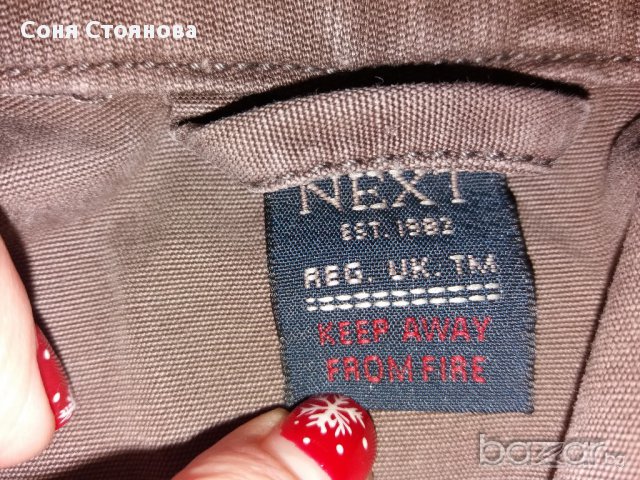 Соня Стоянова
NEXT
EST. 1982
REG. UK. TM
KEEP AWAY
FROM FIRE
bazar.bg